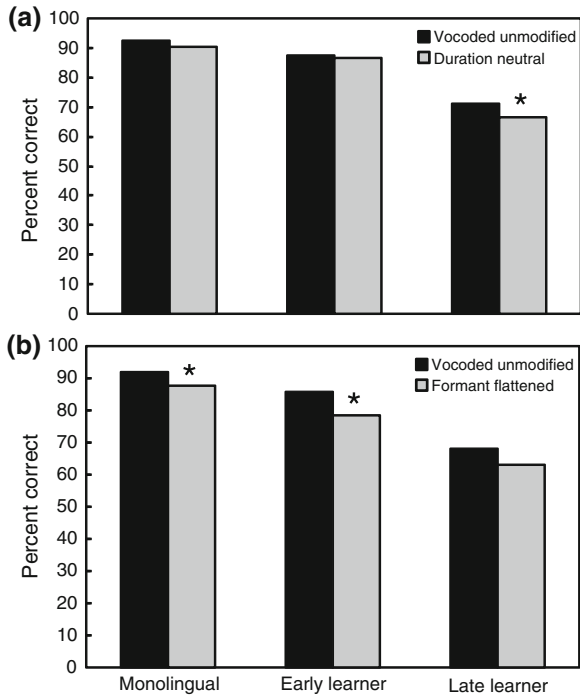 (a)
100
90
80
70
60
50
40
30
20
10
0
Percent correct
Vocoded unmodified
Duration neutral
*
(b)
100
90
80
70
60
50
40
30
20
10
0
Percent correct
Vocoded unmodified
Formant flattened
*
*
Monolingual Early learner Late learner